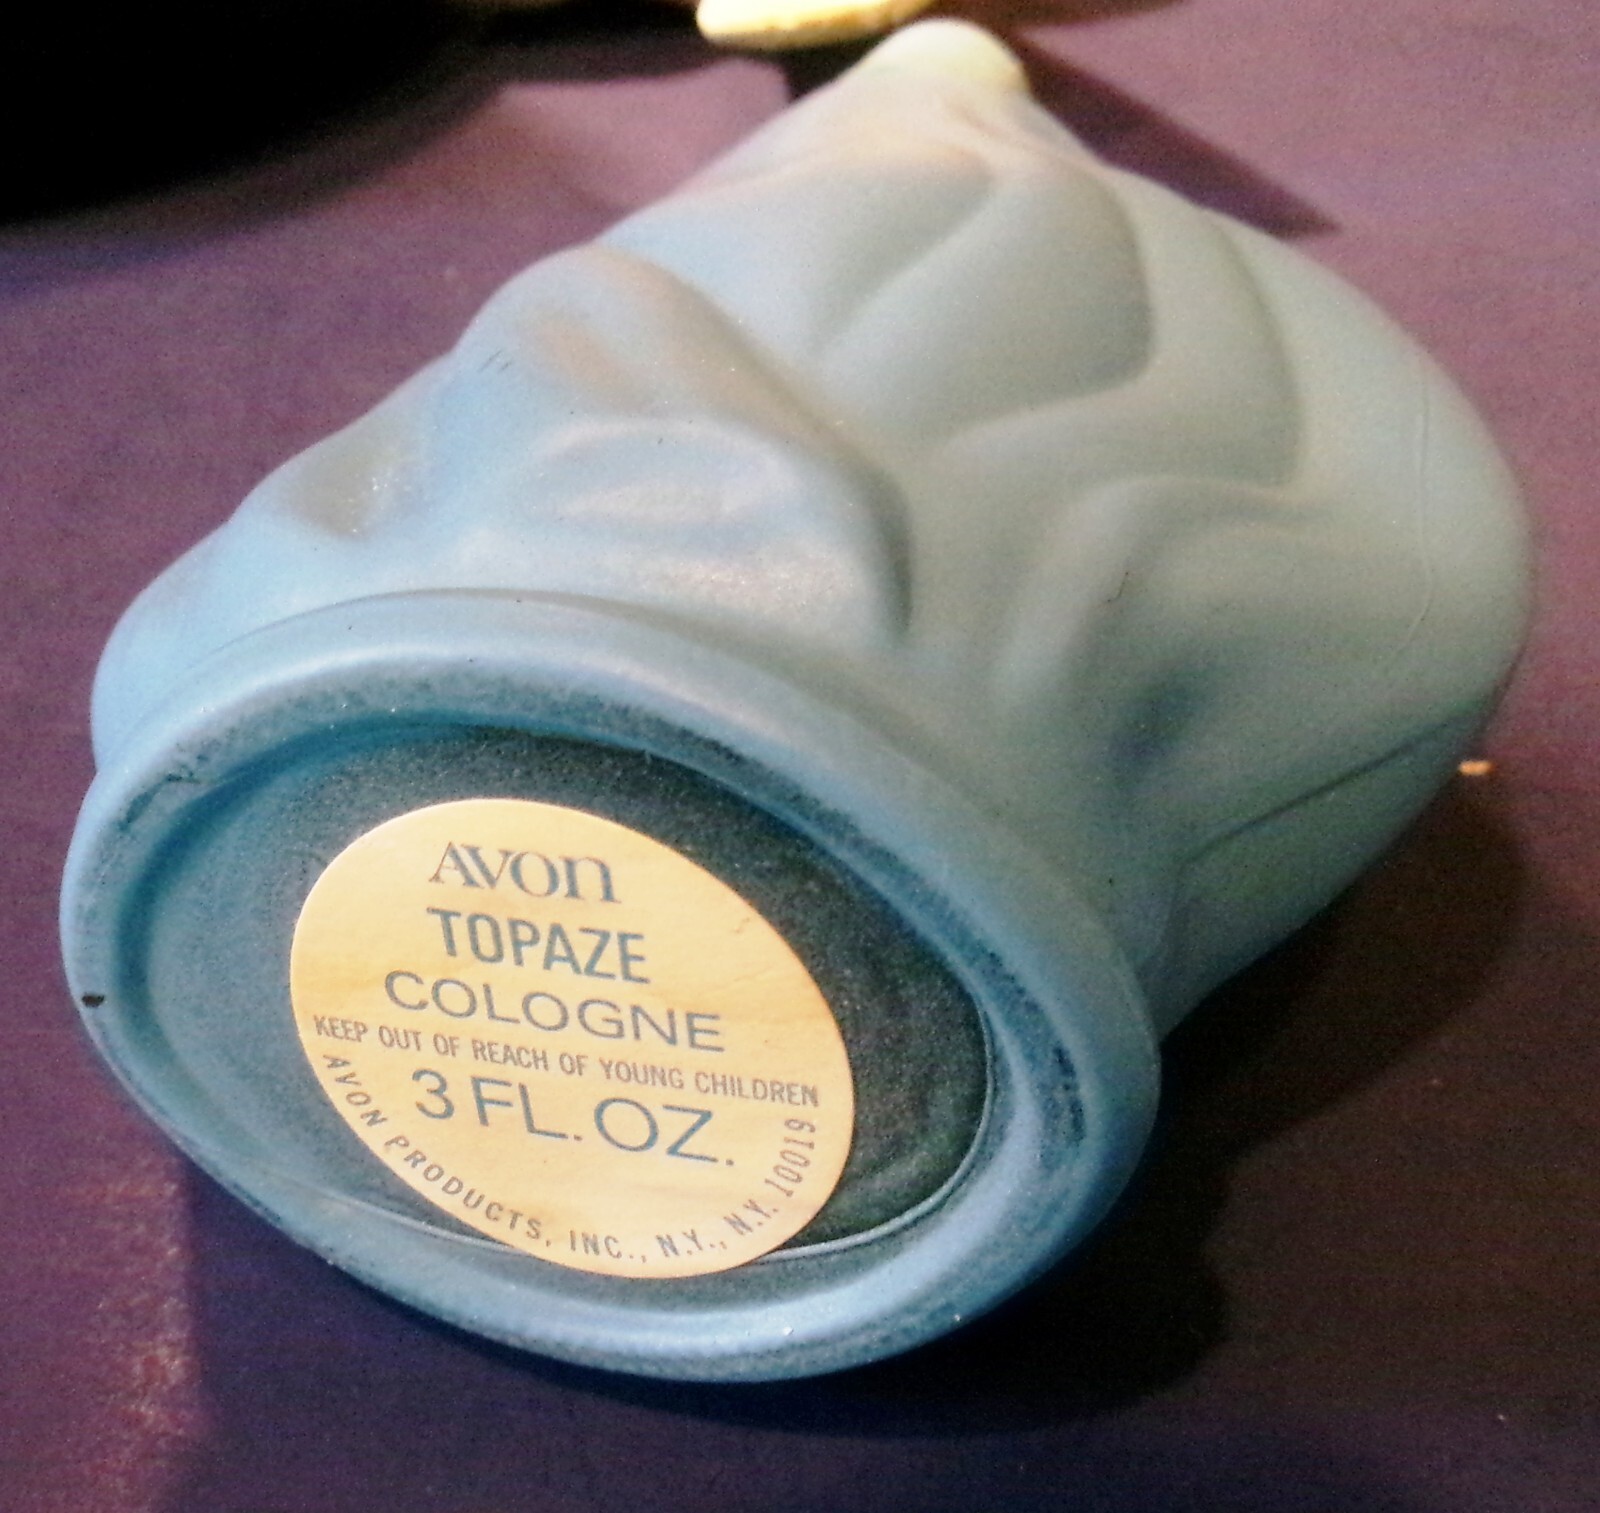 AVON
TOPAZE
COLOGNE
KEEP OUT OF REACH OF YOUNG CHILDREN
3 FL. OZ.
AVON PRODUCTS, INC., N.Y., N.Y. 10019